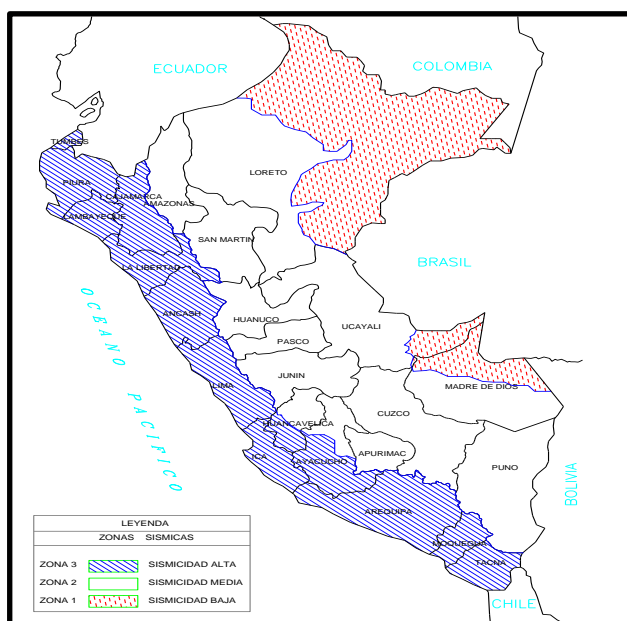 ECUADOR
COLOMBIA
TUMBES
LORETO
PIURA
CAJAMARCA
AMAZONAS
LAMBAYEQUE
SAN MARTIN
BRASIL
LA LIBERTAD
OCEANO PACIFICO
ANCASH
HUANUCO
UCAYALI
PASCO
JUNIN
LIMA
MADRE DE DIOS
CUZCO
HUANCAVELICA
ICA
AYACUCHO
APURIMAC
PUNO
BOLIVIA
AREQUIPA
MOQUEGUA
TACNA
CHILE
LEYENDA
ZONAS SISMICAS
ZONA 3 SISMICIDAD ALTA
ZONA 2 SISMICIDAD MEDIA
ZONA 1 SISMICIDAD BAJA